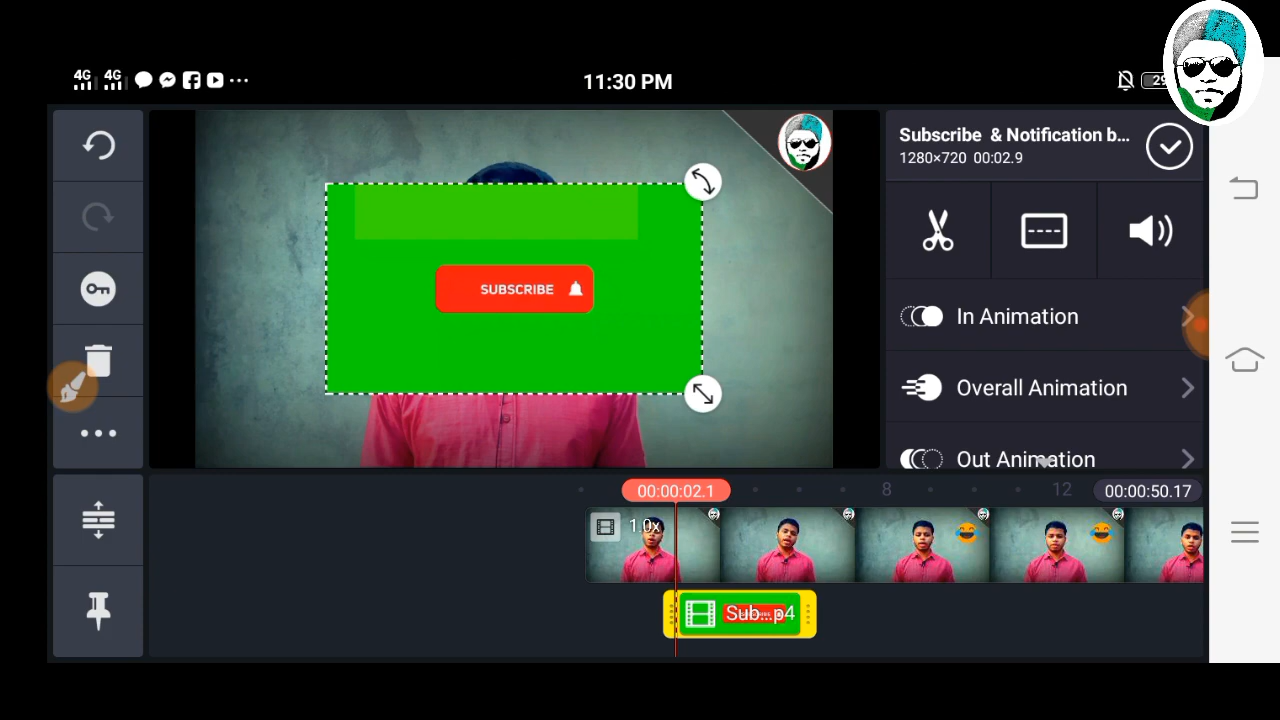 4G 4G
11:30 PM
29
Subscribe & Notification b...
1280×720 00:02.9
SUBSCRIBE
In Animation
Overall Animation
Out Animation
00:00:02.1
8
12
00:00:50.17
1.0x
Sub...p4